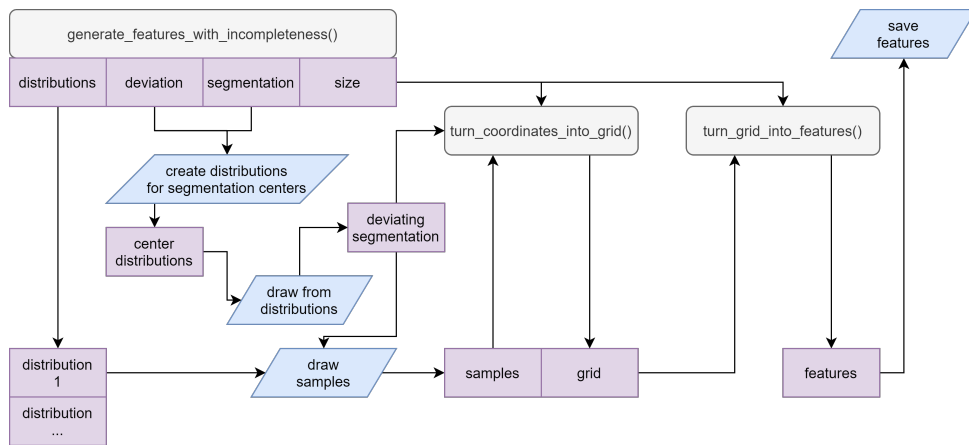 generate_features_with_incompleteness()
save
features
distributions
deviation
segmentation
size
turn_coordinates_into_grid()
turn_grid_into_features()
create distributions
for segmentation centers
deviating
segmentation
center
distributions
draw from
distributions
distribution
1
draw
samples
samples
grid
features
distribution
...